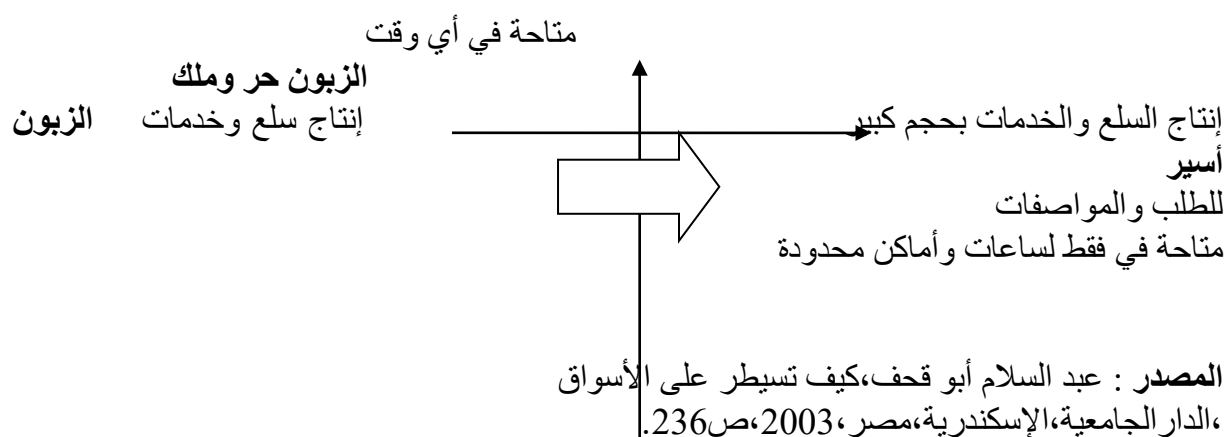 متاحة في أي وقت
الزبون حر وملك
إنتاج السلع والخدمات بحجم كبير إنتاج سلع وخدمات الزبون
أسير
للطلب والمواصفات
متاحة في فقط لساعات وأماكن محدودة
المصدر : عبد السلام أبو قحف،كيف تسيطر على الأسواق
،الدار الجامعية،الإسكندرية،مصر،2003،ص236.